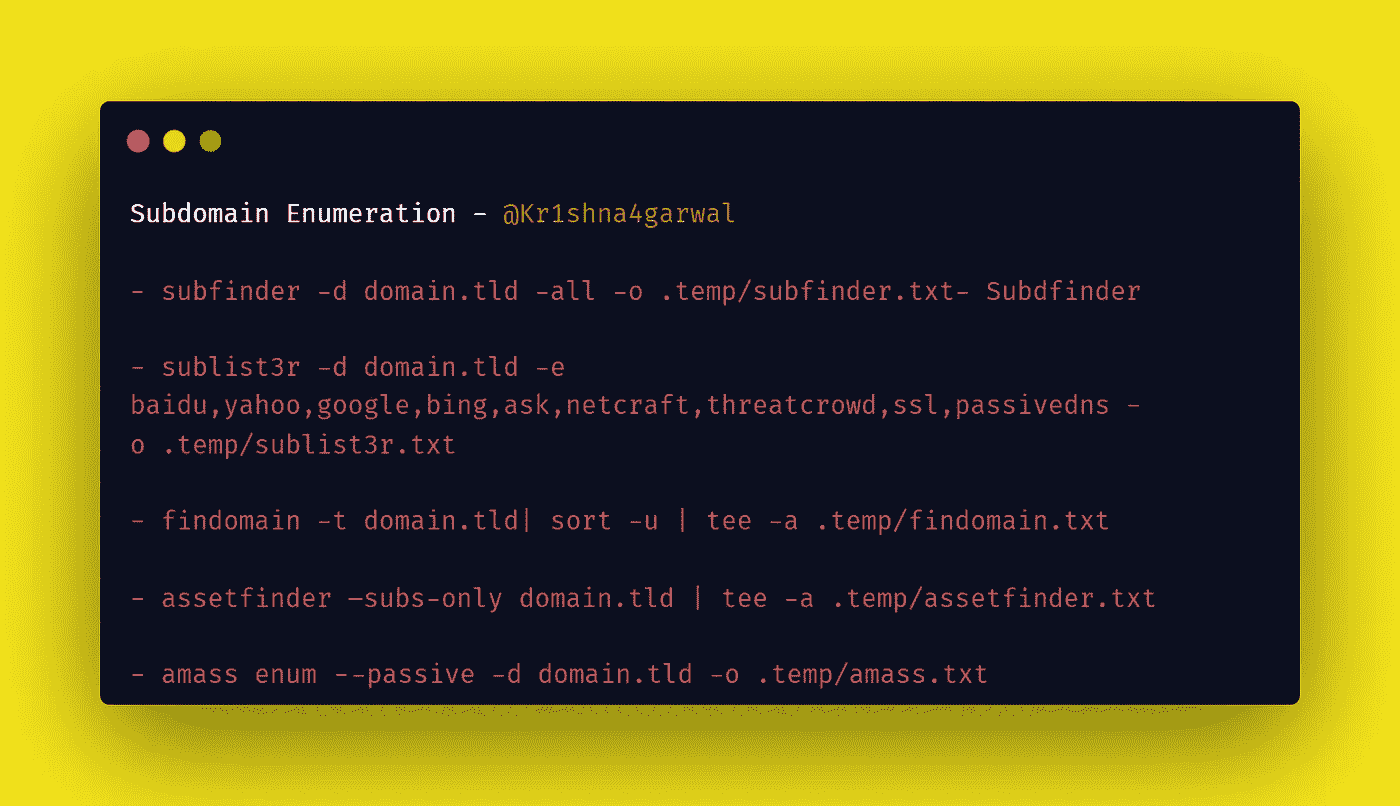 Subdomain Enumeration - @Kr1shna4garwal
- subfinder -d domain.tld -all -o .temp/subfinder.txt- Subdfinder
- sublist3r -d domain.tld -e
baidu,yahoo,google,bing,ask,netcraft,threatcrowd,ssl,passivedns -
o .temp/sublist3r.txt
- findomain -t domain.tld| sort -u | tee -a .temp/findomain.txt
- assetfinder —subs-only domain.tld | tee -a .temp/assetfinder.txt
- amass enum --passive -d domain.tld -o .temp/amass.txt